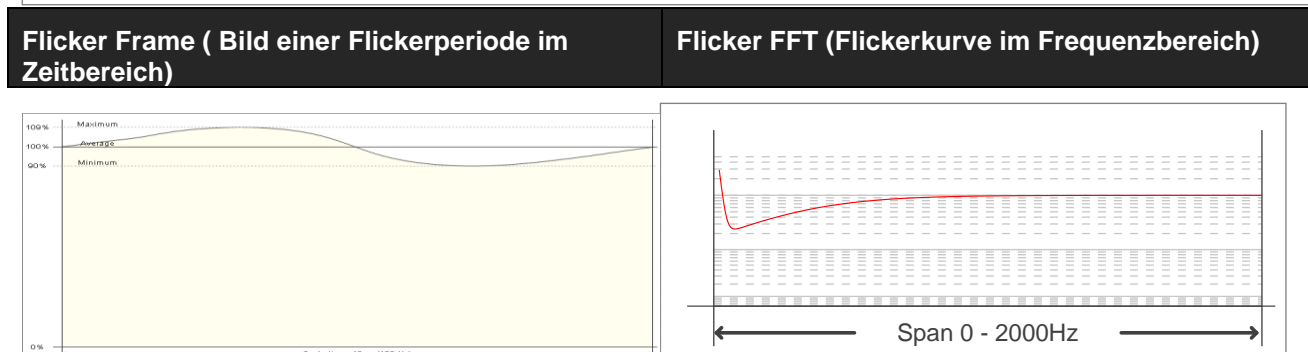 Flicker Frame ( Bild einer Flickerperiode im
Zeitbereich)
Flicker FFT (Flickerkurve im Frequenzbereich)
109%
Maximum
100%
Average
90%
Minimum
0%
Span 0 - 2000Hz